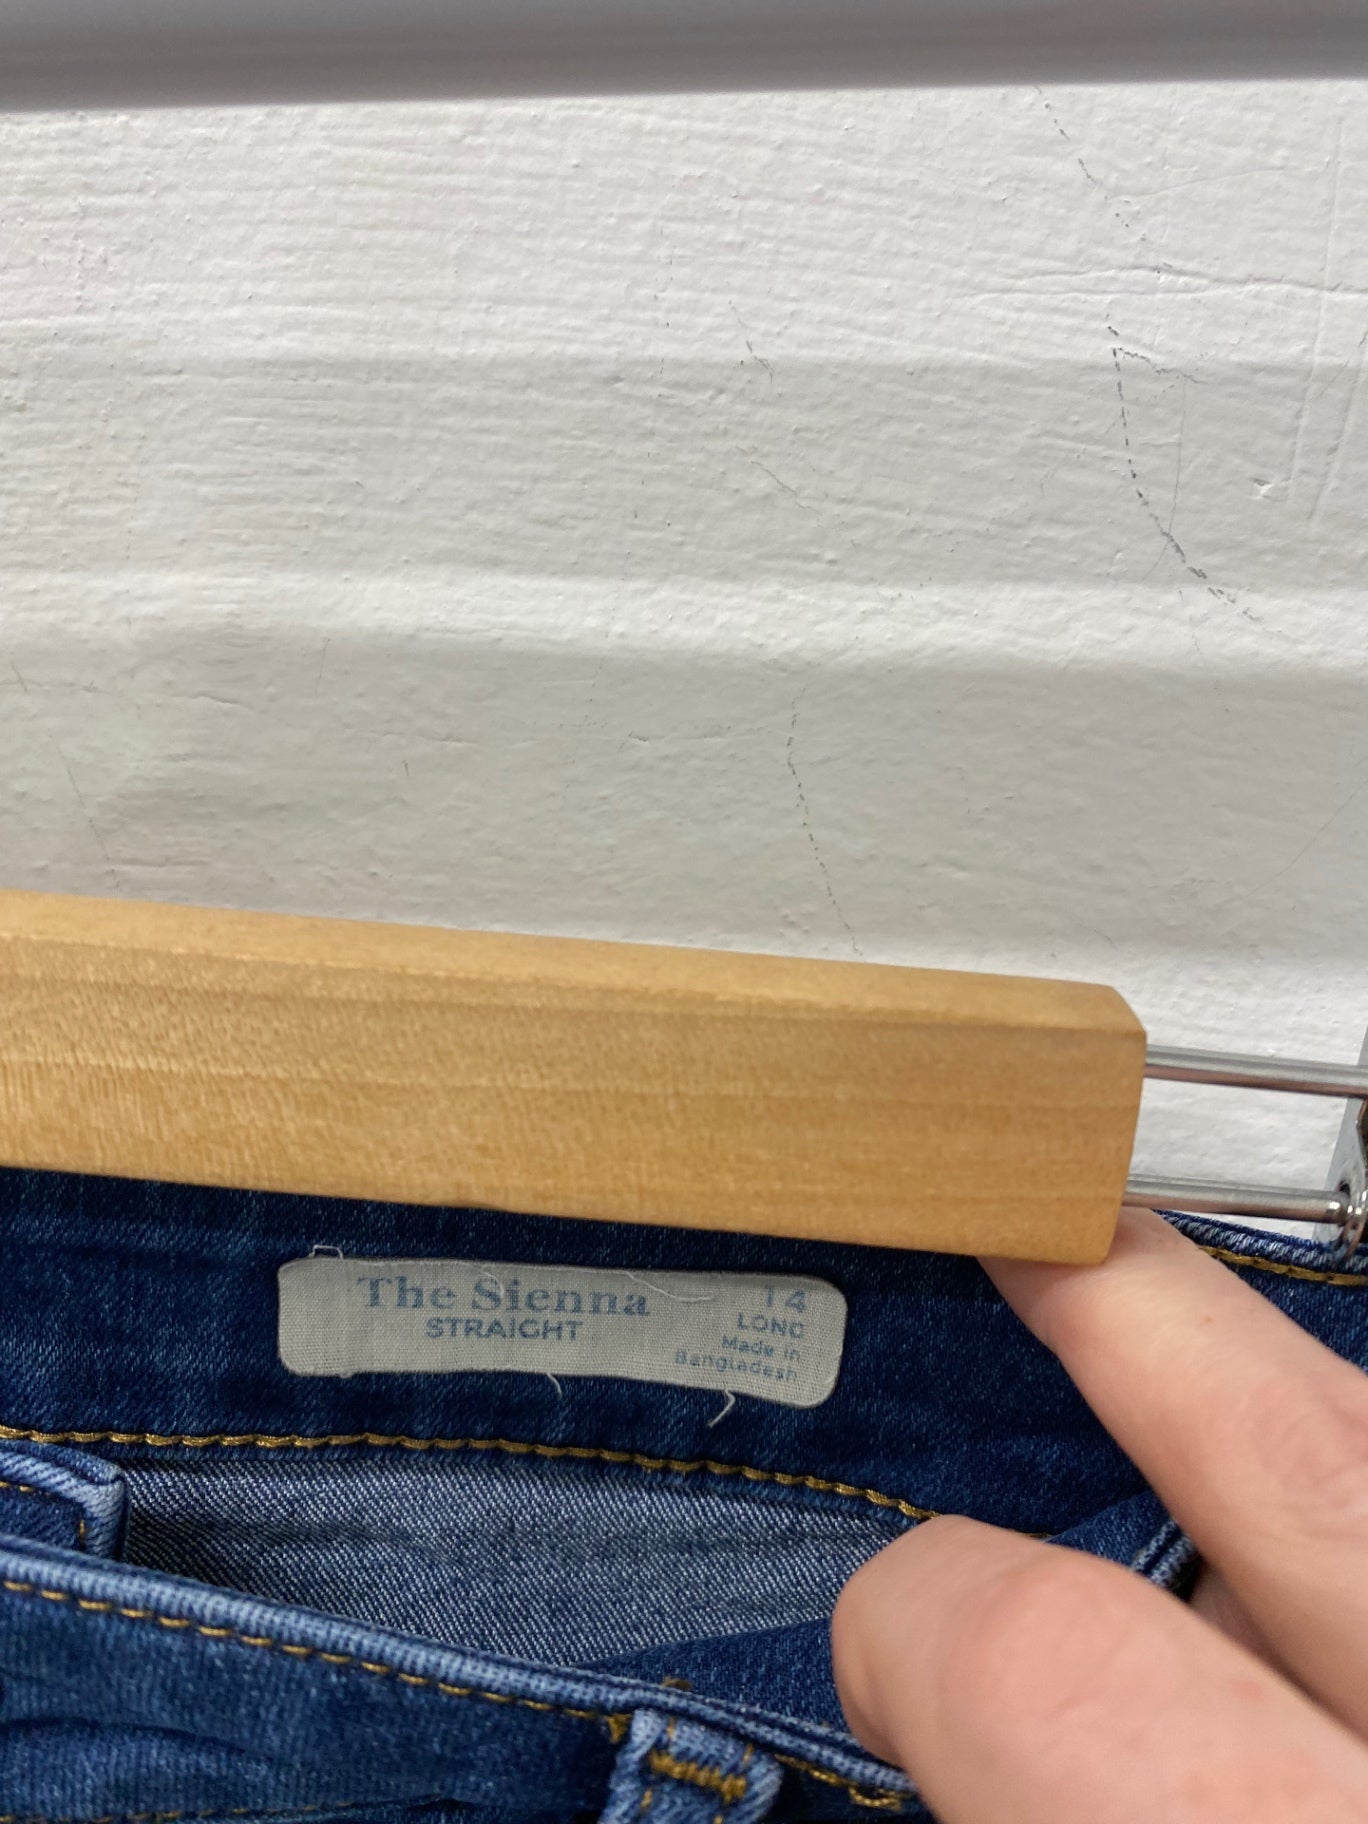 The Sienna
STRAIGHT
14
LONG
Made in
Bangladesh